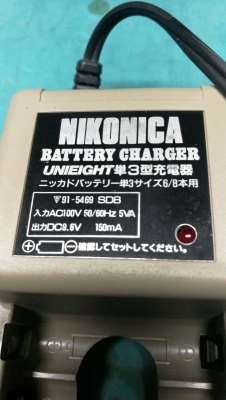 NIKONICA
BATTERY CHARGER
UNIEIGHT単3型充電器
ニッカドバッテリー単3サイズ6/8本用
91-5469 SDB
入力AC100V 50/60Hz 5VA
出力DC9.6V 150mA
確認してセットしてください。